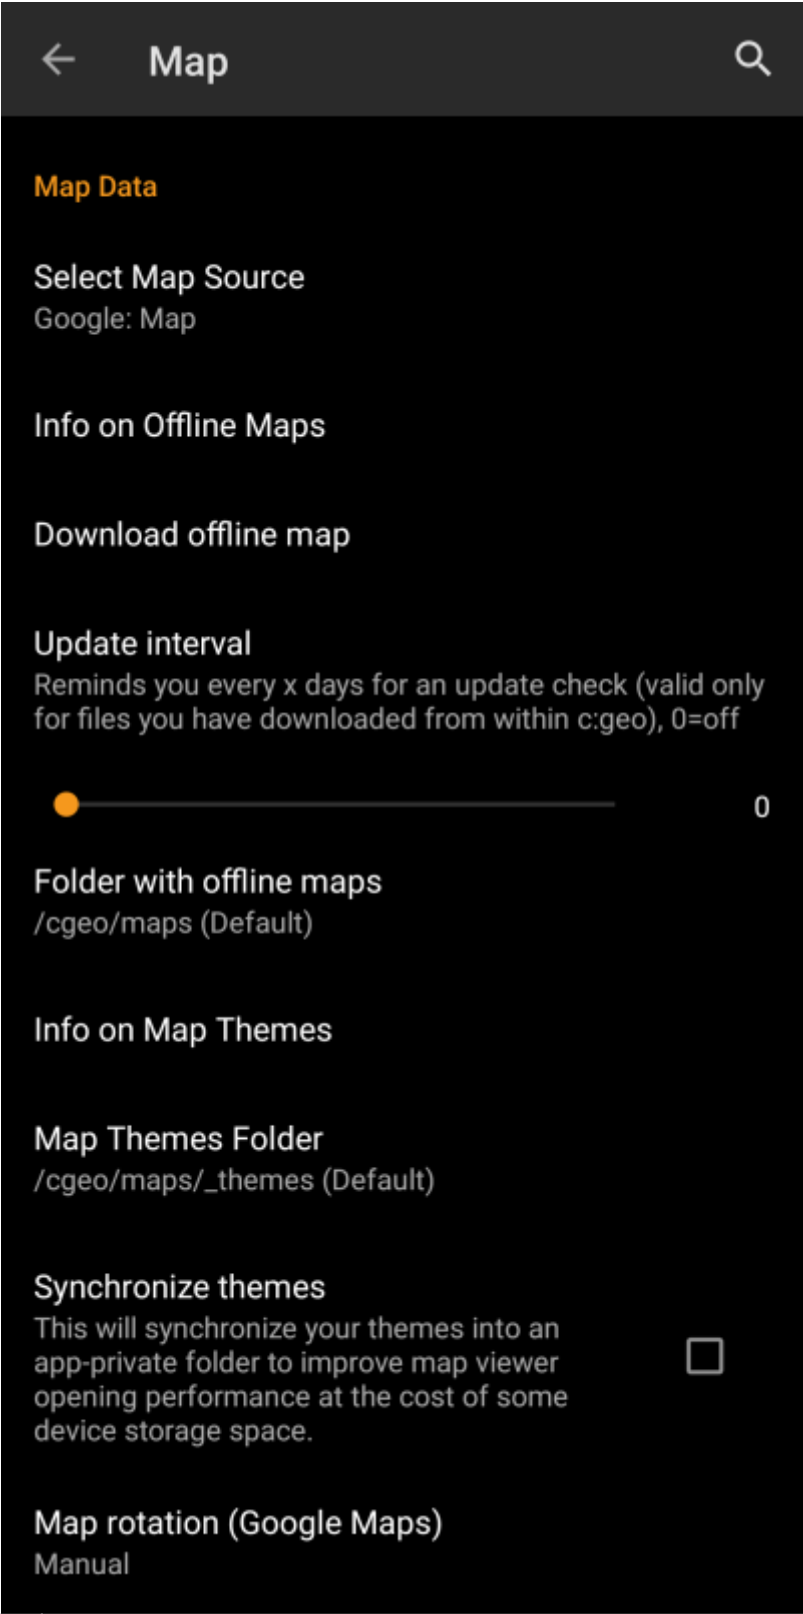 Map
Map Data
Select Map Source
Google: Map
Info on Offline Maps
Download offline map
Update interval
Reminds you every x days for an update check (valid only
for files you have downloaded from within c:geo), 0=off
0
Folder with offline maps
/cgeo/maps (Default)
Info on Map Themes
Map Themes Folder
/cgeo/maps/_themes (Default)
Synchronize themes
This will synchronize your themes into an
app-private folder to improve map viewer
opening performance at the cost of some
device storage space.
Map rotation (Google Maps)
Manual